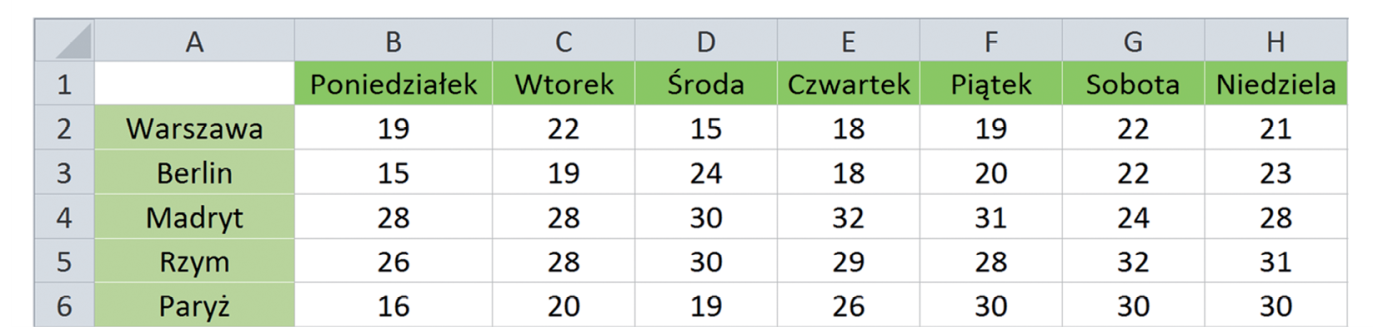 A B C D E F G H
1 Poniedziałek Wtorek Środa Czwartek Piątek Sobota Niedziela
2 Warszawa 19 22 15 18 19 22 21
3 Berlin 15 19 24 18 20 22 23
4 Madryt 28 28 30 32 31 24 28
5 Rzym 26 28 30 29 28 32 31
6 Paryż 16 20 19 26 30 30 30